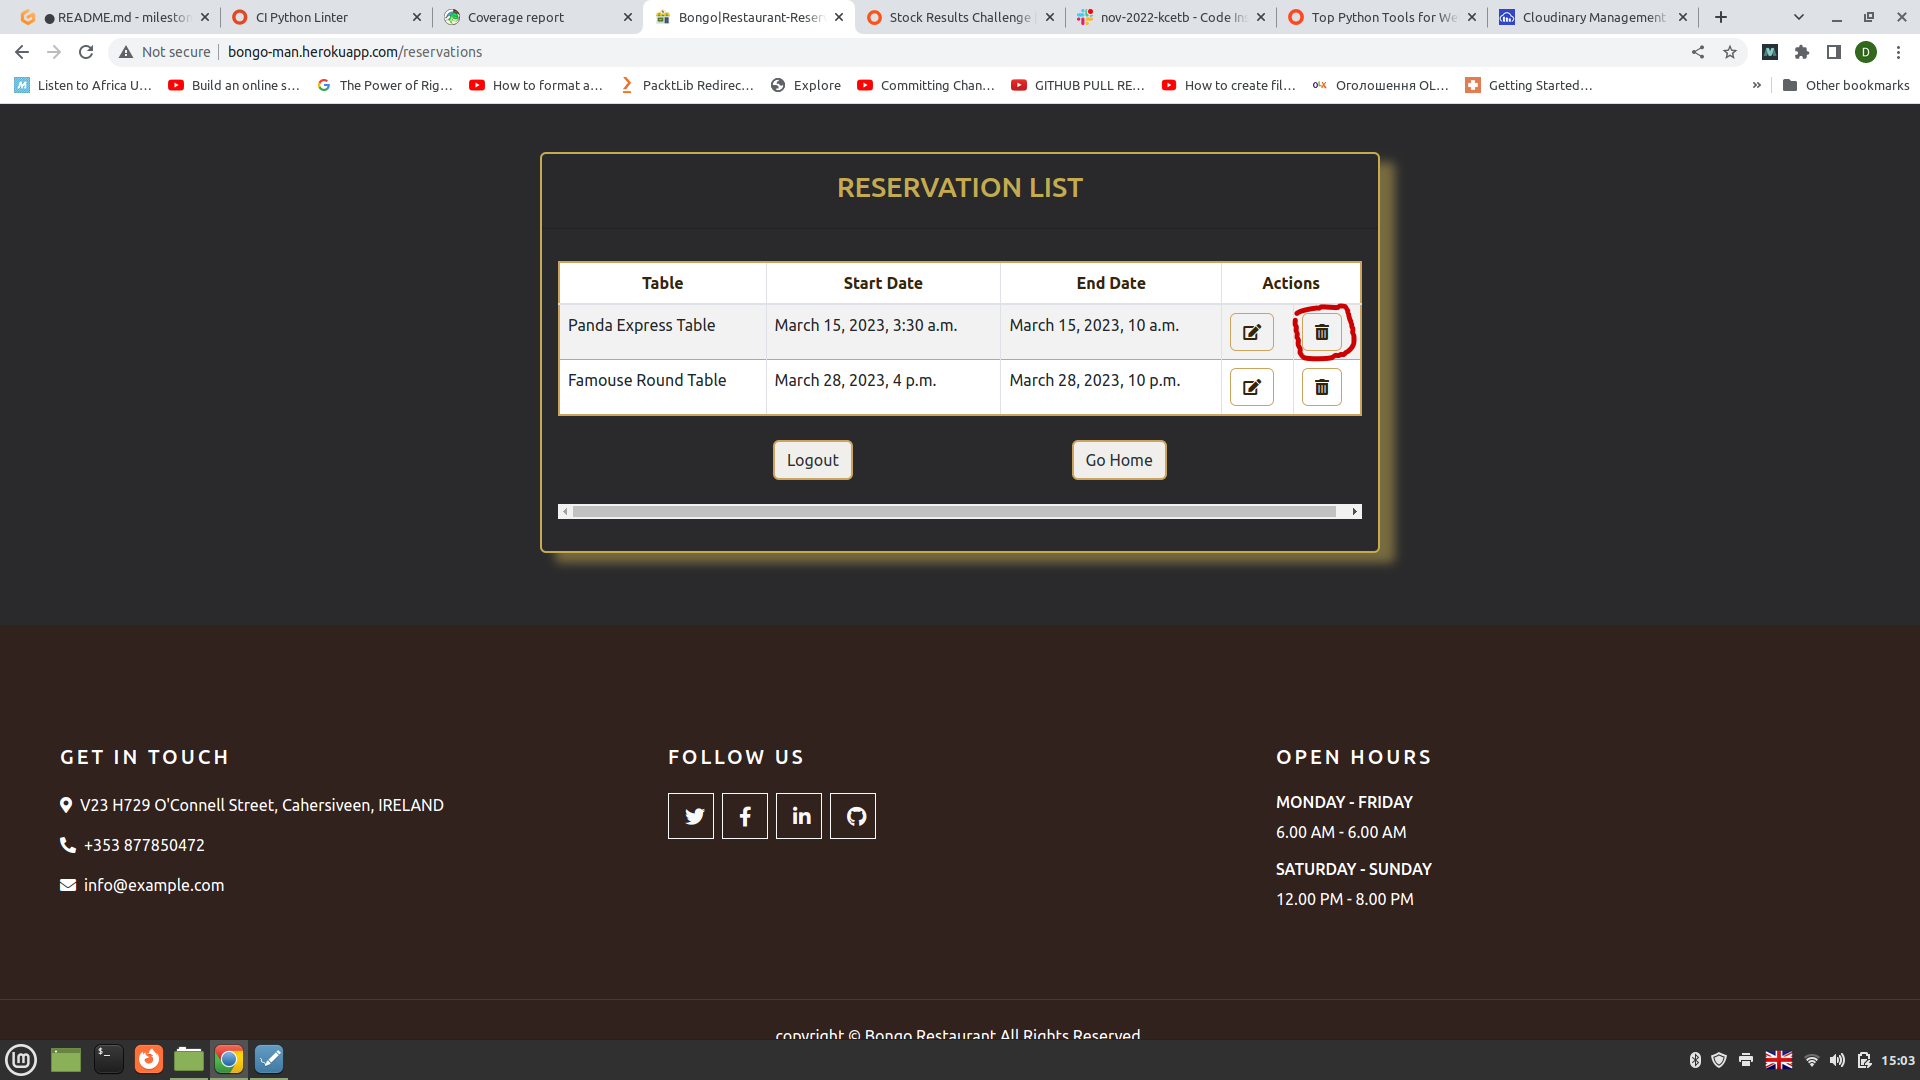 README.md - mileston
CI Python Linter
Coverage report
Bongo|Restaurant-Reser
Stock Results Challenge
nov-2022-kcetb - Code Ins
Top Python Tools for We
Cloudinary Management
Not secure
bongo-man.herokuapp.com/reservations
D
Listen to Africa U...
Build an online s...
The Power of Rig...
How to format a...
PacktLib Redirec...
Explore
Committing Chan...
GITHUB PULL RE...
How to create fil...
Оголошення OL...
Getting Started...
»
Other bookmarks
RESERVATION LIST
Table Start Date End Date Actions
Panda Express Table March 15, 2023, 3:30 a.m. March 15, 2023, 10 a.m.
Famouse Round Table March 28, 2023, 4 p.m. March 28, 2023, 10 p.m.
Logout
Go Home
GET IN TOUCH
V23 H729 O'Connell Street, Cahersiveen, IRELAND
+353 877850472
info@example.com
FOLLOW US
OPEN HOURS
MONDAY - FRIDAY
6.00 AM - 6.00 AM
SATURDAY - SUNDAY
12.00 PM - 8.00 PM
copyright © Bongo Restaurant All Rights Reserved
15:03